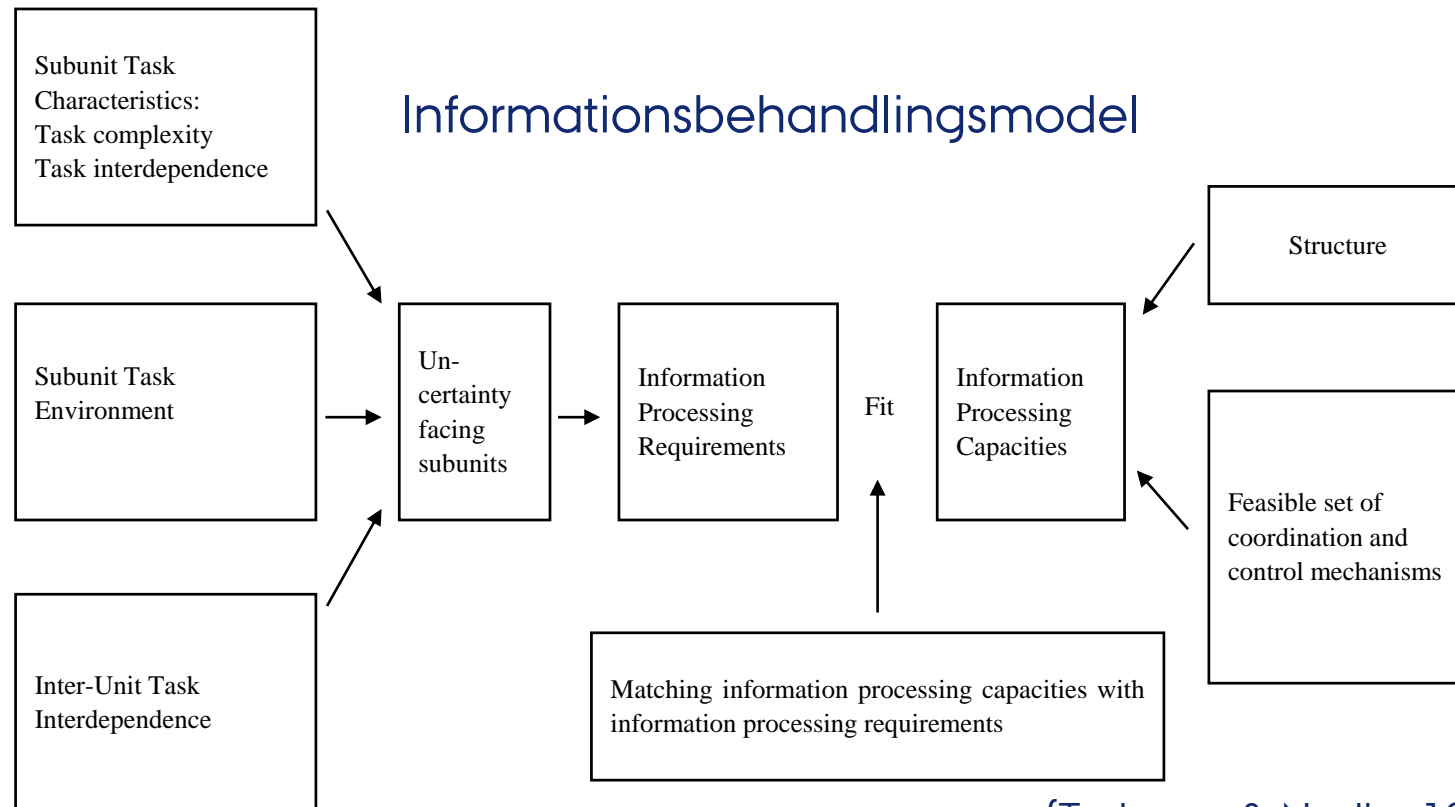 Informationsbehandlingsmodel
Subunit Task
Characteristics:
Task complexity
Task interdependence
Subunit Task
Environment
Inter-Unit Task
Interdependence
Un-
certainty
facing
subunits
Information
Processing
Requirements
Fit
Information
Processing
Capacities
Structure
Feasible set of
coordination and
control mechanisms
Matching information processing capacities with
information processing requirements